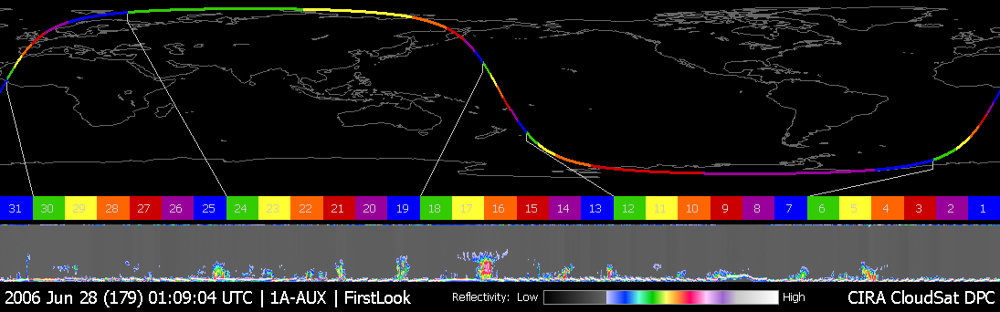 31 30 29 28 27 26 25 24 23 22 21 20 19 18 17 16 15 14 13 12 11 10 9 8 7 6 5 4 3 2 1
2006 Jun 28 (179) 01:09:04 UTC | 1A-AUX | FirstLook Reflectivity: Low High CIRA CloudSat DPC